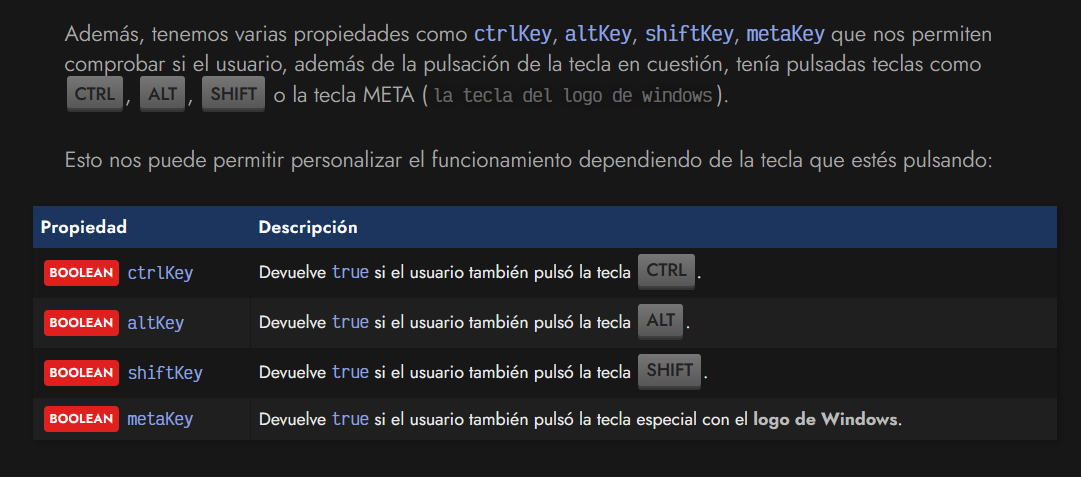 Además, tenemos varias propiedades como ctrlKey, altKey, shiftKey, metaKey que nos permiten
comprobar si el usuario, además de la pulsación de la tecla en cuestión, tenía pulsadas teclas como
CTRL , ALT , SHIFT o la tecla META ( la tecla del logo de windows ).
Esto nos puede permitir personalizar el funcionamiento dependiendo de la tecla que estés pulsando:
Propiedad Descripción
BOOLEAN ctrlKey Devuelve true si el usuario también pulsó la tecla CTRL .
BOOLEAN altKey Devuelve true si el usuario también pulsó la tecla ALT .
BOOLEAN shiftKey Devuelve true si el usuario también pulsó la tecla SHIFT .
BOOLEAN metaKey Devuelve true si el usuario también pulsó la tecla especial con el logo de Windows.